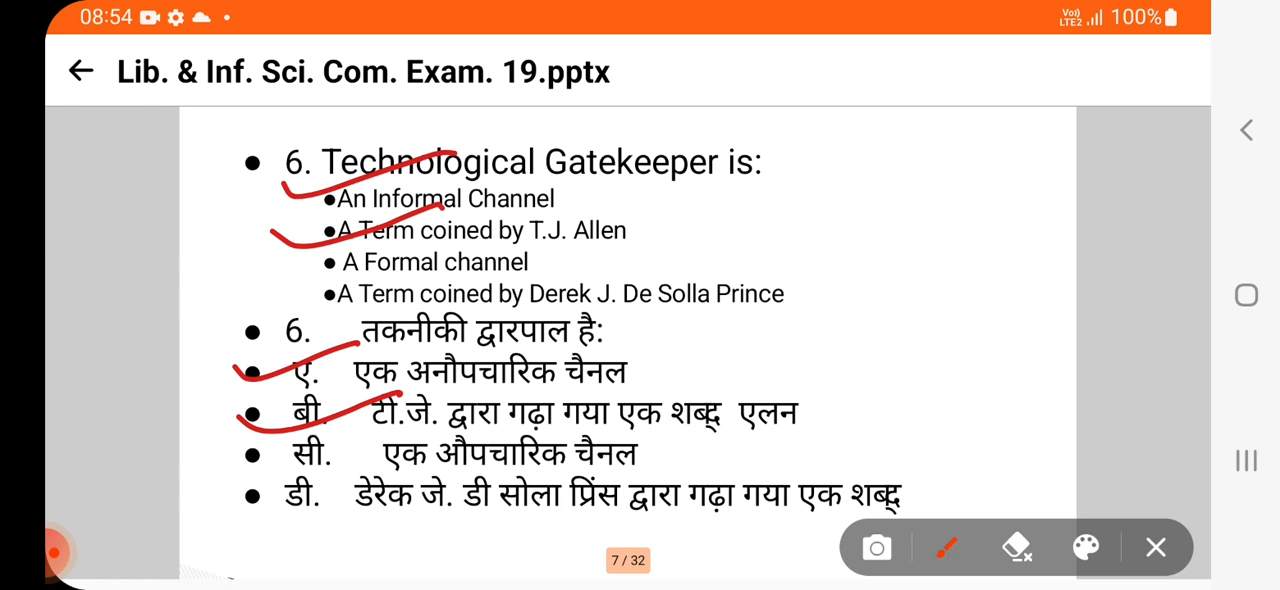 08:54
Vo)) LTE2 100%
Lib. & Inf. Sci. Com. Exam. 19.pptx
● 6. Technological Gatekeeper is:
●An Informal Channel
●A Term coined by T.J. Allen
● A Formal channel
●A Term coined by Derek J. De Solla Prince
● 6. तकनीकी द्वारपाल है:
● ए. एक अनौपचारिक चैनल
● बी. टी.जे. द्वारा गढ़ा गया एक शब्द् एलन
● सी. एक औपचारिक चैनल
● डी. डेरेक जे. डी सोला प्रिंस द्वारा गढ़ा गया एक शब्द्
7 / 32